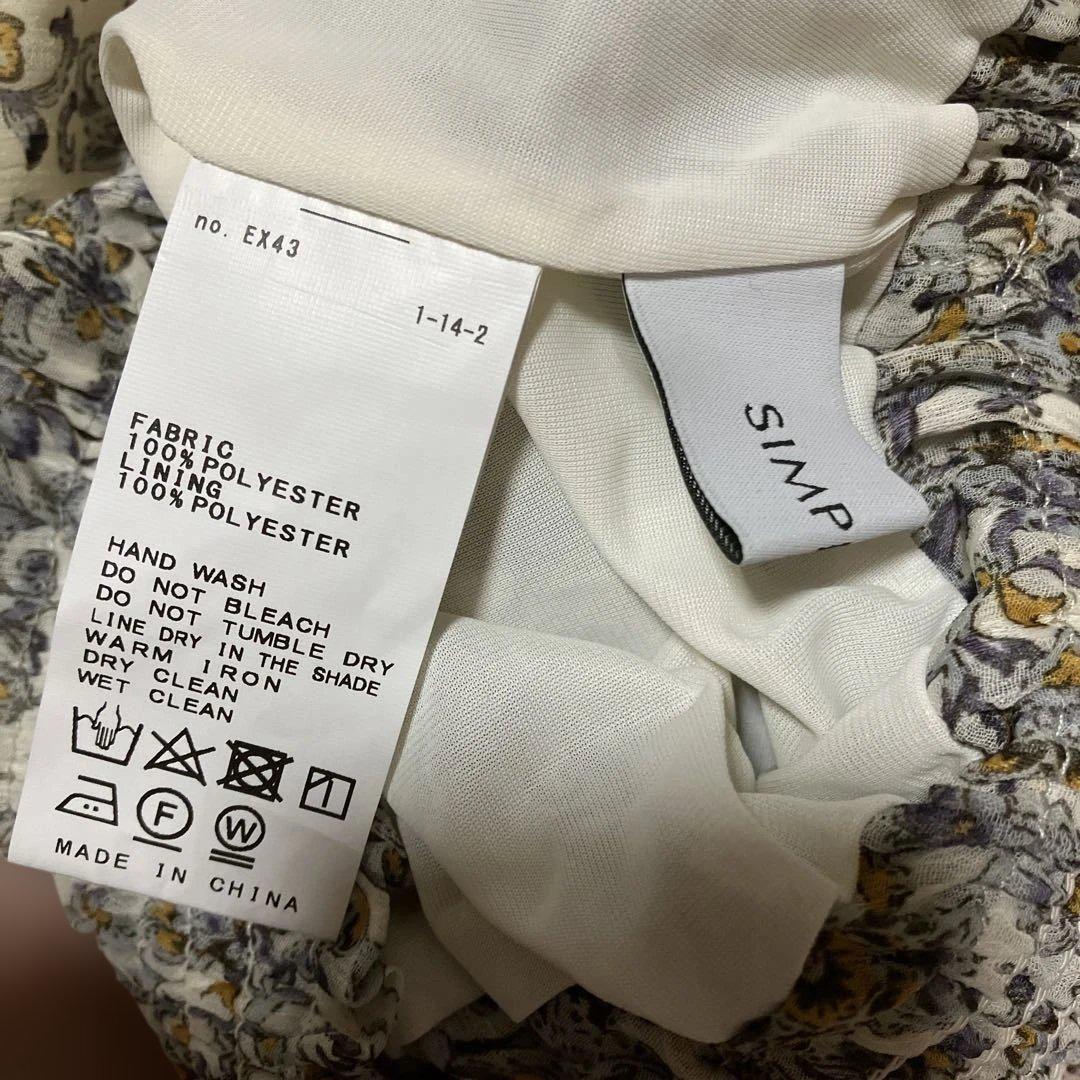 no. EX43
1-14-2
FABRIC
100% POLYESTER
LINING
100% POLYESTER
HAND WASH
DO NOT BLEACH
DO NOT TUMBLE DRY
LINE DRY IN THE SHADE
WARM IRON
DRY CLEAN
WET CLEAN
F
W
MADE IN CHINA
SIMP